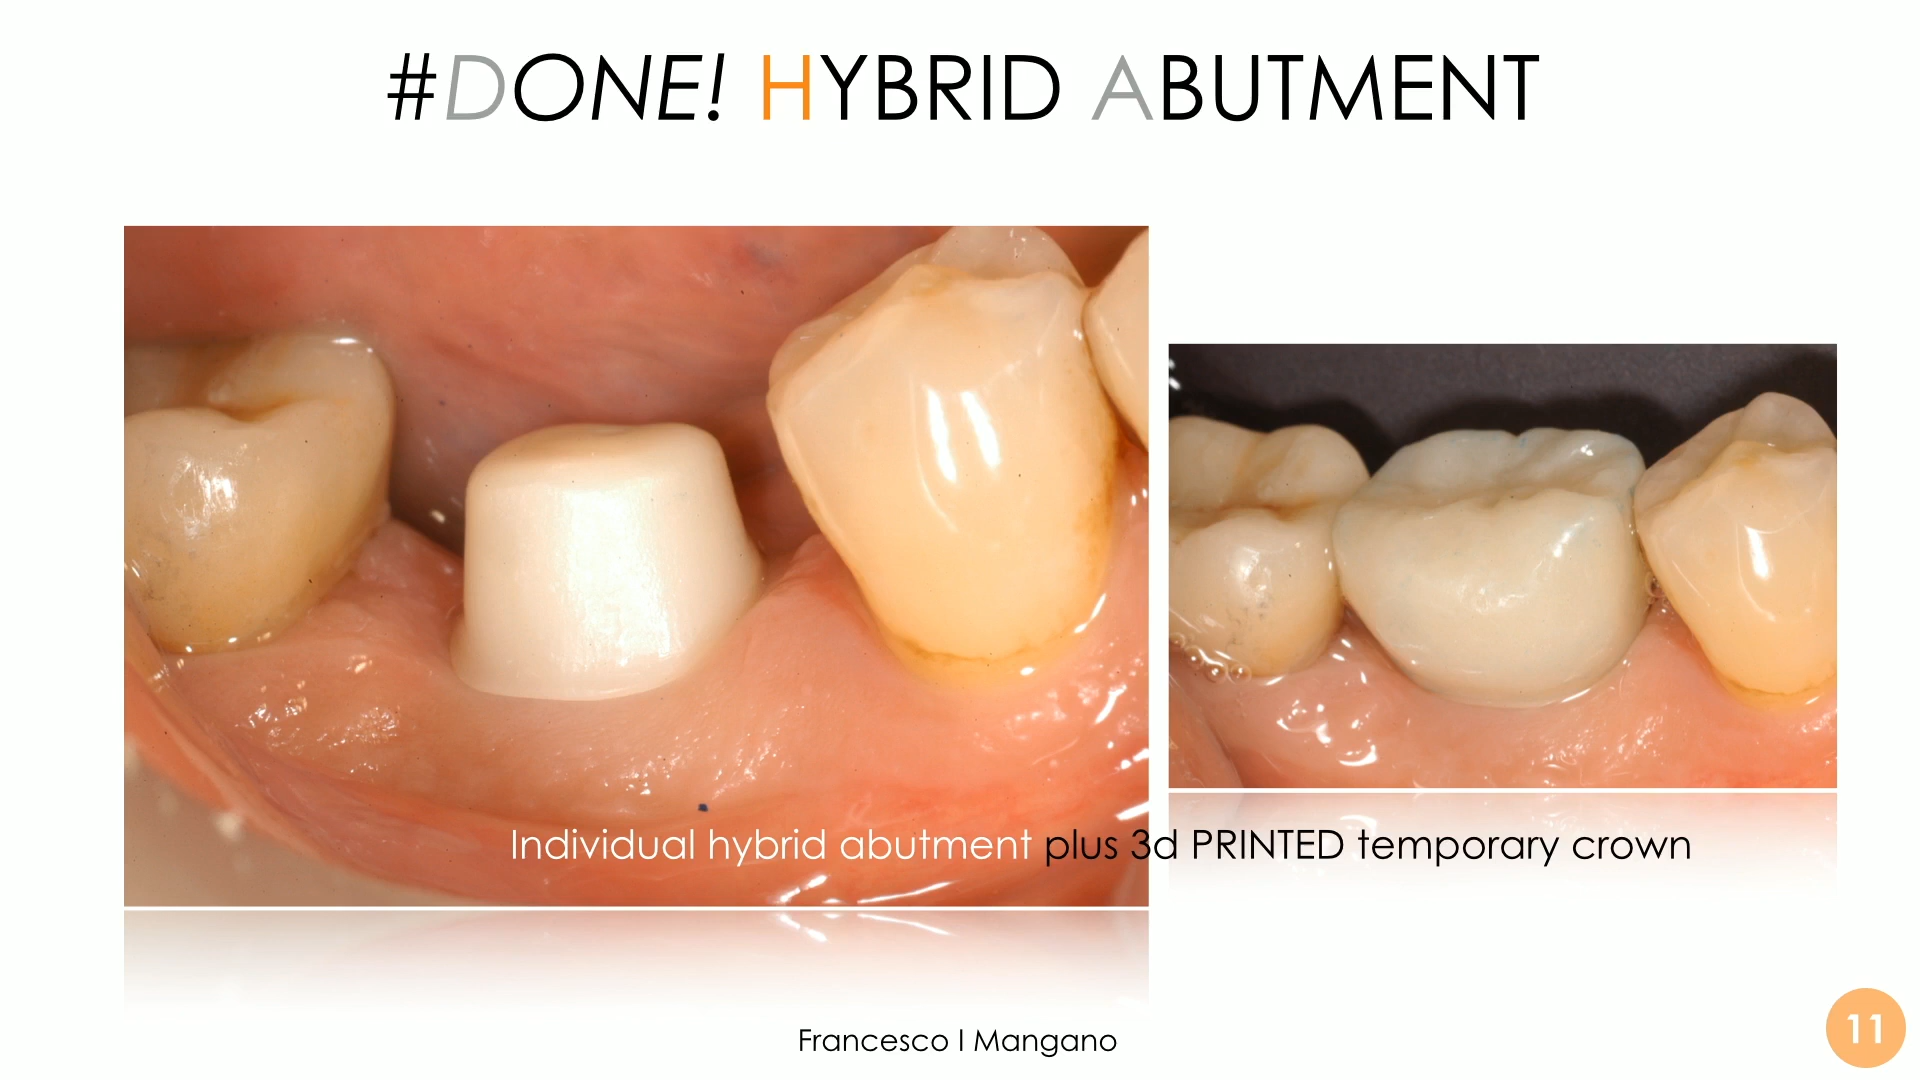 #DONE! HYBRID ABUTMENT
Individual hybrid abutment plus 3d PRINTED temporary crown
Francesco I Mangano
11